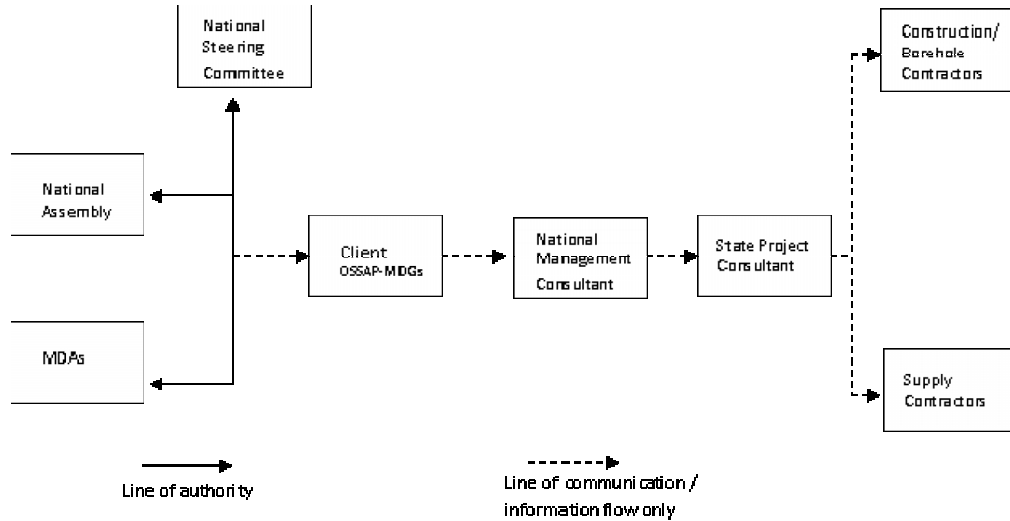 National
Steering
Committee
Construction/
Borehole
Contractors
National
Assembly
Client
OSSAP-MDGs
National
Management
Consultant
State Project
Consultant
MDAs
Supply
Contractors
Line of authority
Line of communication /
information flow only